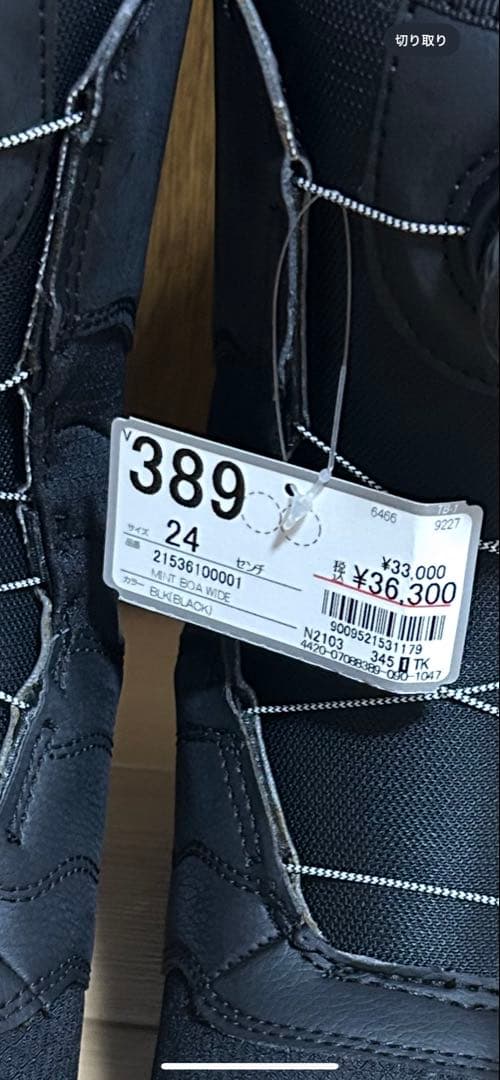 切り取り
V
389
6466
18-1
9227
サイズ 24 センチ
品番 21536100001
MINT BOA WIDE
カラー BLK(BLACK)
¥33,000
税込 ¥36,300
9009521531179
N2103 345 TK
4420-07088389-090-1047